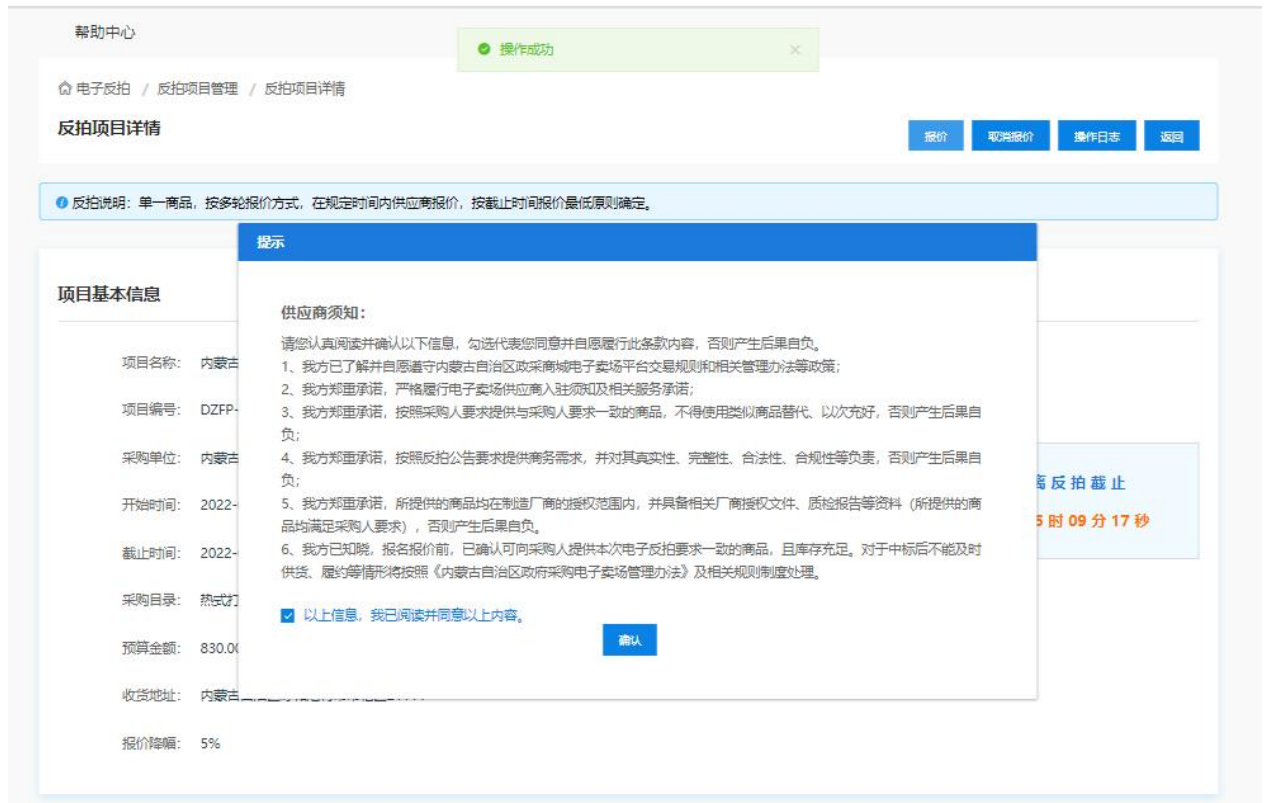 帮助中心
操作成功
电子反拍 / 反拍项目管理 / 反拍项目详情
反拍项目详情
报价 取消报价 操作日志 返回
反拍说明：单一商品，按多轮报价方式，在规定时间内供应商报价，按截止时间报价最低原则确定。
提示
项目基本信息
供应商须知：
请您认真阅读并确认以下信息，勾选代表您同意并自愿履行此条款内容，否则产生后果自负。
1、我方已了解并自愿遵守内蒙古自治区政采商城电子卖场平台交易规则和相关管理办法等政策；
2、我方郑重承诺，严格履行电子卖场供应商入驻须知及相关服务承诺；
3、我方郑重承诺，按照采购人要求提供与采购人要求一致的商品，不得使用类似商品替代、以次充好，否则产生后果自
负；
4、我方郑重承诺，按照反拍公告要求提供商务需求，并对其真实性、完整性、合法性、合规性等负责，否则产生后果自
负；
5、我方郑重承诺，所提供的商品均在制造厂商的授权范围内，并具备相关厂商授权文件、质检报告等资料（所提供的商
品均满足采购人要求），否则产生后果自负。
6、我方已知晓，报名报价前，已确认可向采购人提供本次电子反拍要求一致的商品，且库存充足。对于中标后不能及时
供货、履约等情形将按照《内蒙古自治区政府采购电子卖场管理办法》及相关规则制度处理。
以上信息，我已阅读并同意以上内容。
确认
项目名称： 内蒙古
项目编号： DZFP-
采购单位： 内蒙古
开始时间： 2022-
截止时间： 2022-
采购目录： 热式打
预算金额： 830.00
收货地址： 内蒙古
报价降幅： 5%
离反拍截止
5 时 09 分 17 秒